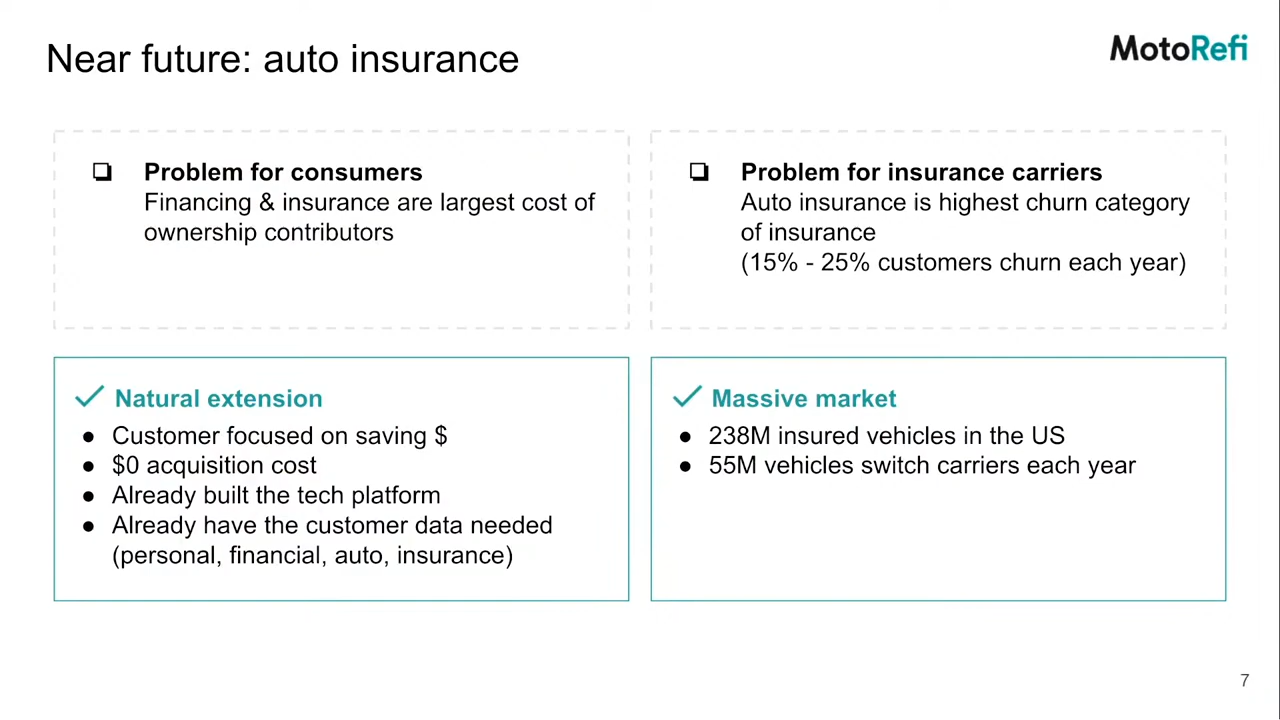 Near future: auto insurance
MotoRefi
❏ Problem for consumers
Financing & insurance are largest cost of
ownership contributors
❏ Problem for insurance carriers
Auto insurance is highest churn category
of insurance
(15% - 25% customers churn each year)
✓ Natural extension
● Customer focused on saving $
● $0 acquisition cost
● Already built the tech platform
● Already have the customer data needed
(personal, financial, auto, insurance)
✓ Massive market
● 238M insured vehicles in the US
● 55M vehicles switch carriers each year
7